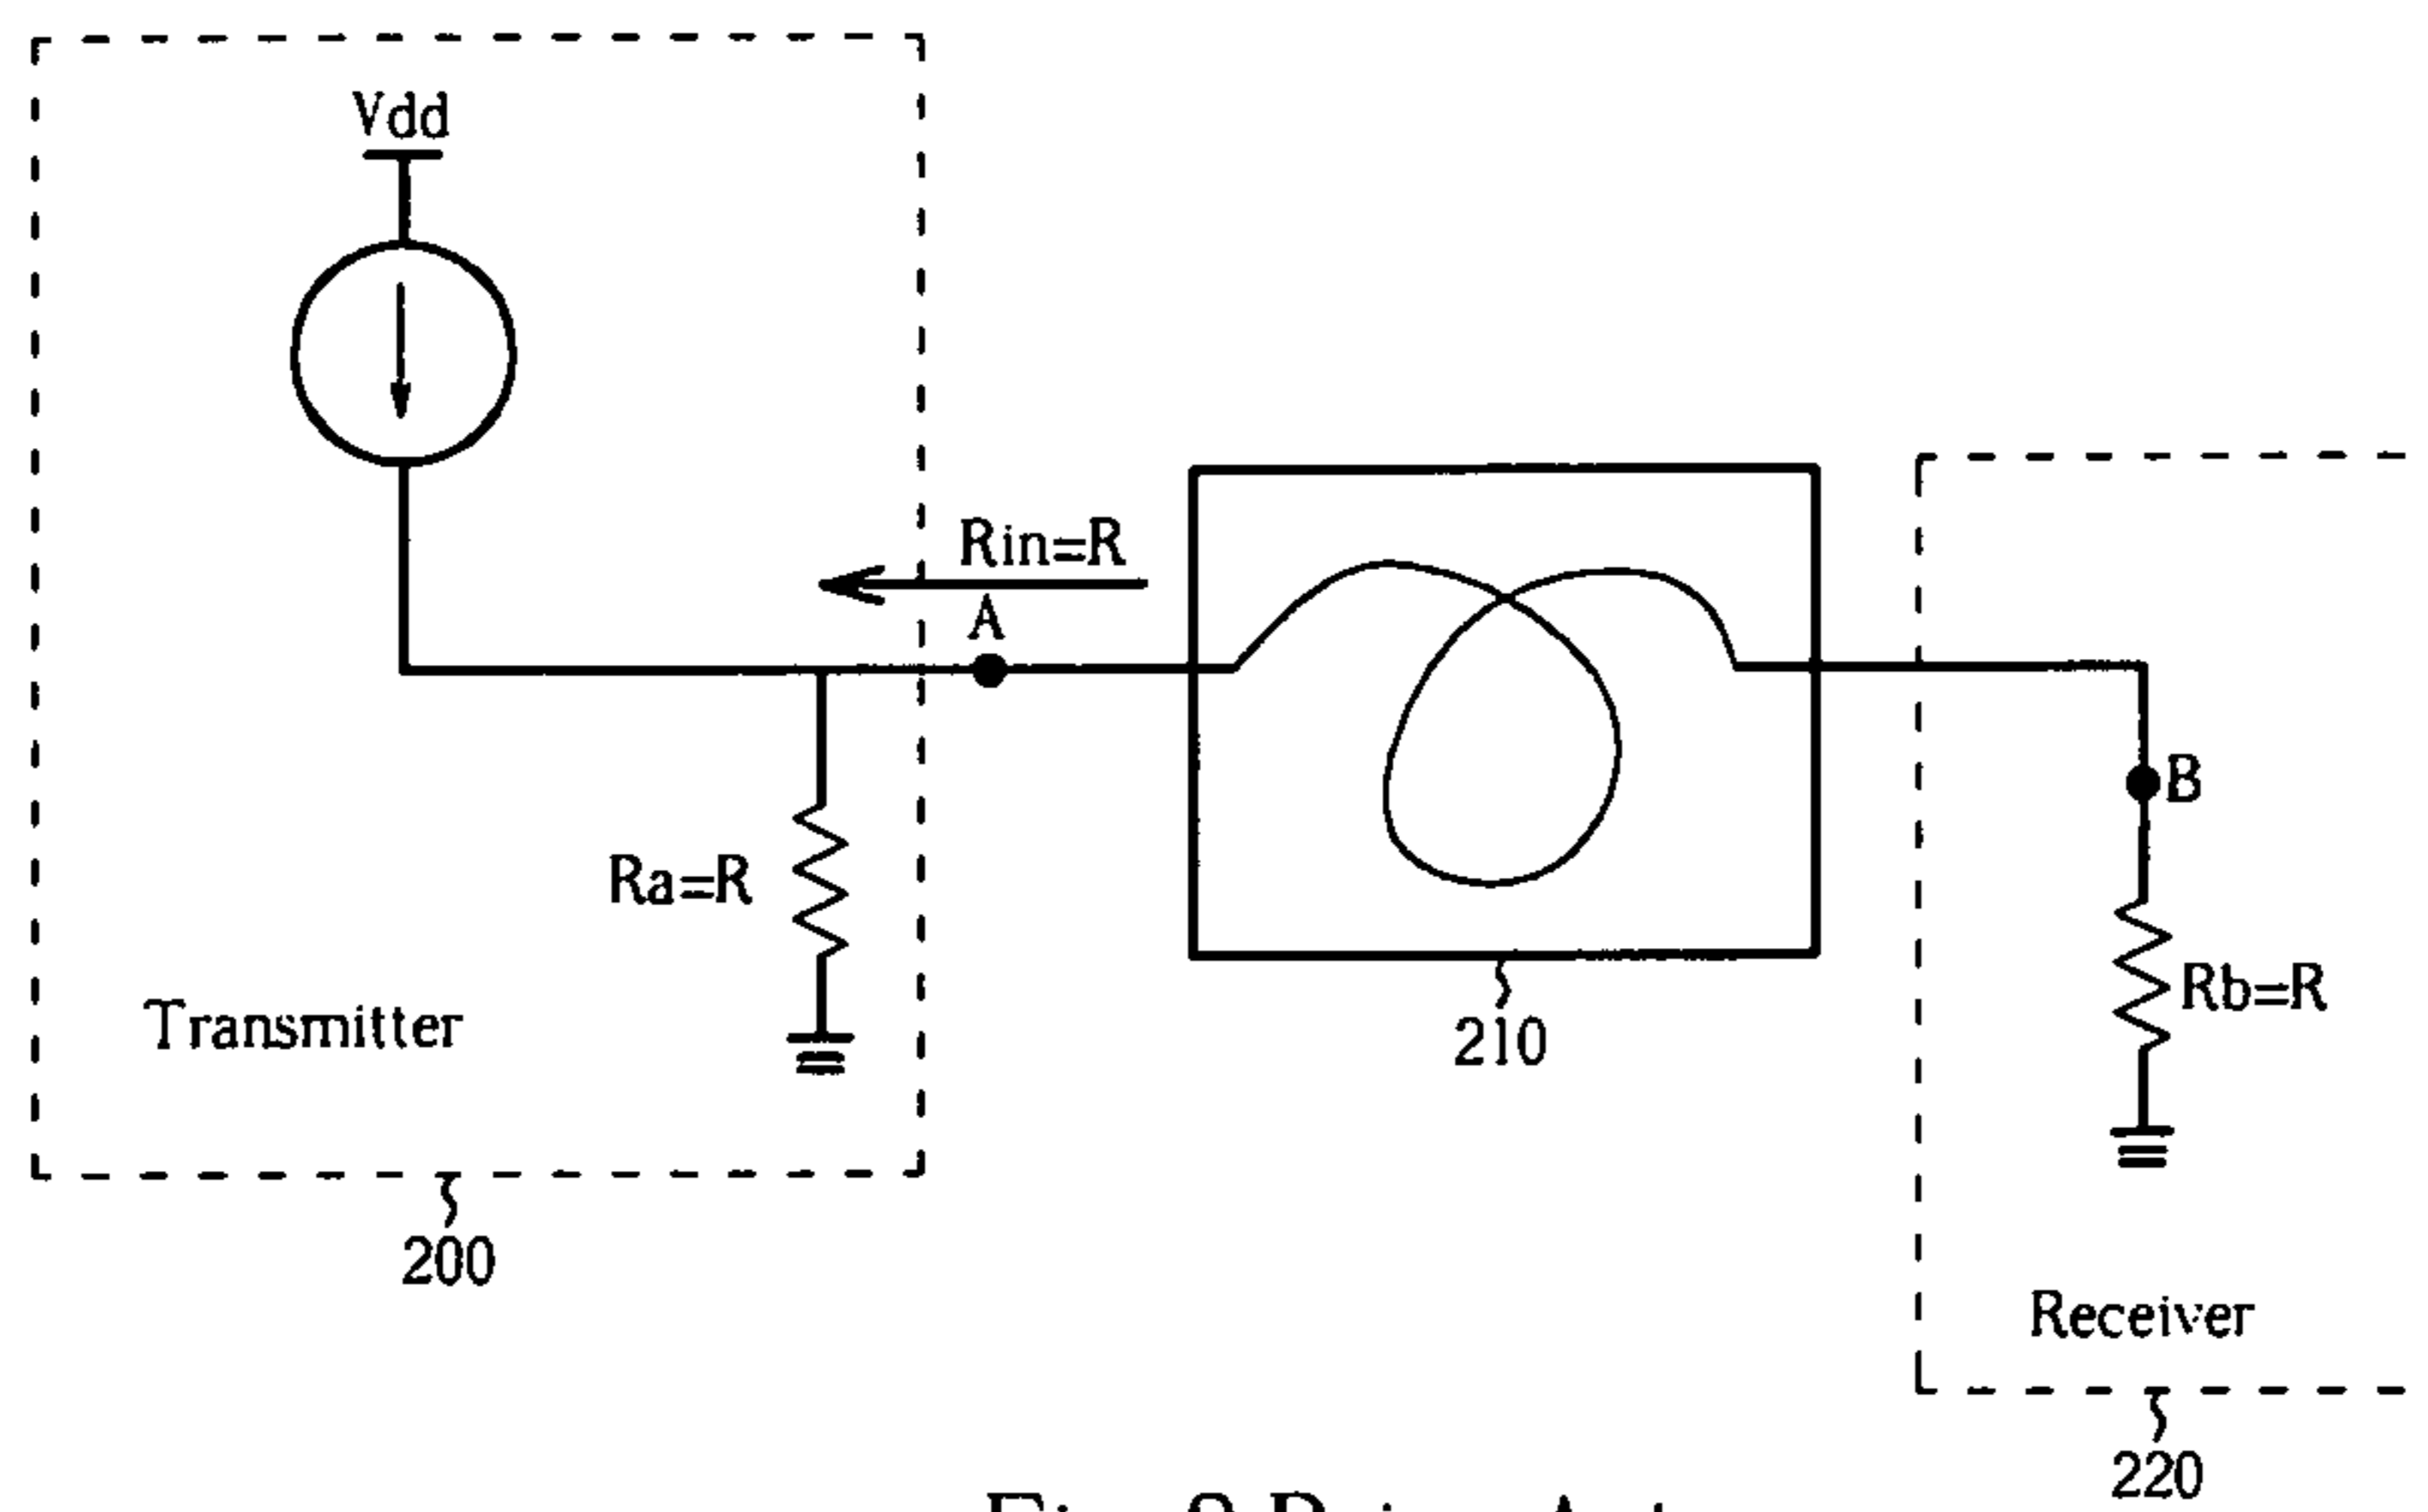 Vdd
Rin=R
A
B
Ra=R
Rb=R
Transmitter
210
200
Receiver
220